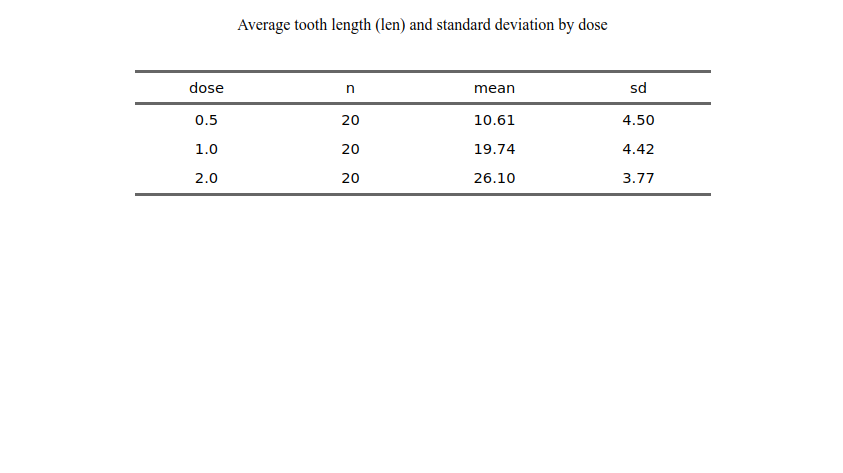 Average tooth length (len) and standard deviation by dose
dose n mean sd
0.5 20 10.61 4.50
1.0 20 19.74 4.42
2.0 20 26.10 3.77